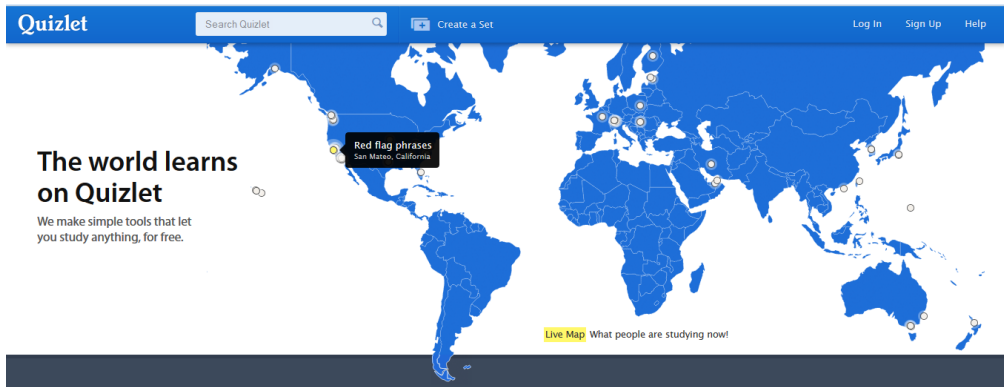 Quizlet
Search Quizlet
Create a Set
Log In
Sign Up
Help
Red flag phrases
San Mateo, California
The world learns
on Quizlet
We make simple tools that let
you study anything, for free.
Live Map What people are studying now!